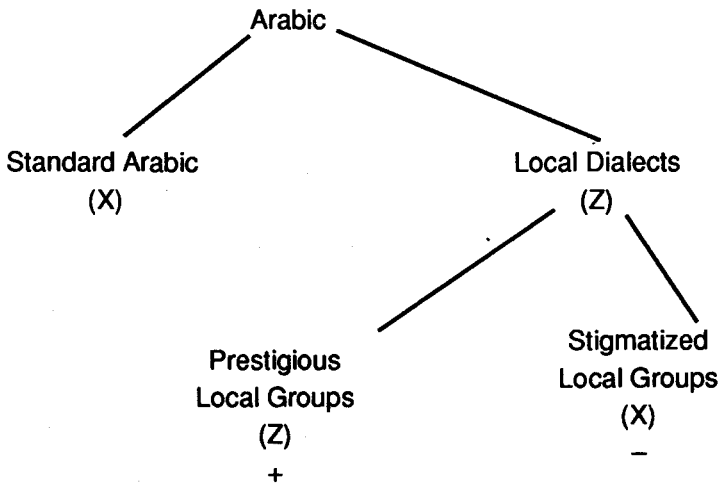 Arabic
Standard Arabic
(X)
Local Dialects
(Z)
Prestigious
Local Groups
(Z)
+
Stigmatized
Local Groups
(X)
–